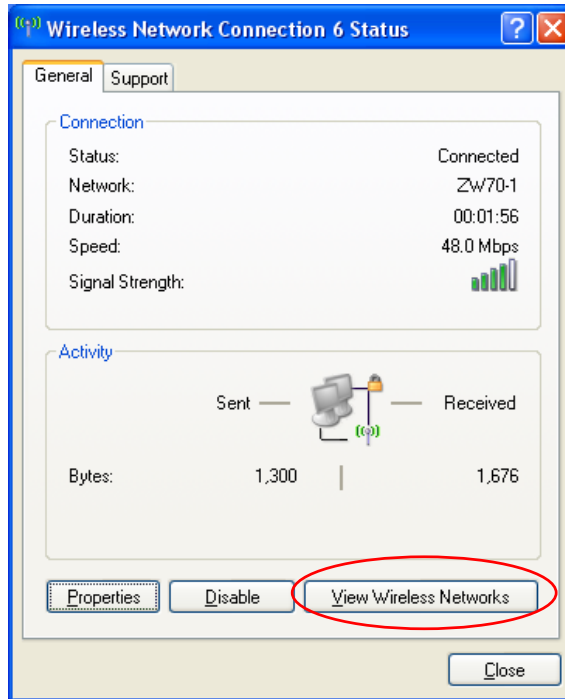 Wireless Network Connection 6 Status
General Support
Connection
Status: Connected
Network: ZW70-1
Duration: 00:01:56
Speed: 48.0 Mbps
Signal Strength:
Activity
Sent Received
Bytes: 1,300 1,676
Properties Disable View Wireless Networks
Close